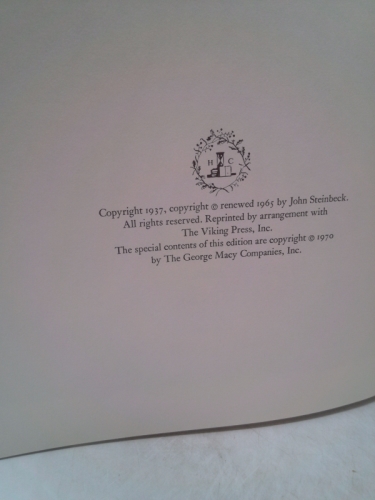 H C
Copyright 1937, copyright © renewed 1965 by John Steinbeck.
All rights reserved. Reprinted by arrangement with
The Viking Press, Inc.
The special contents of this edition are copyright © 1970
by The George Macy Companies, Inc.